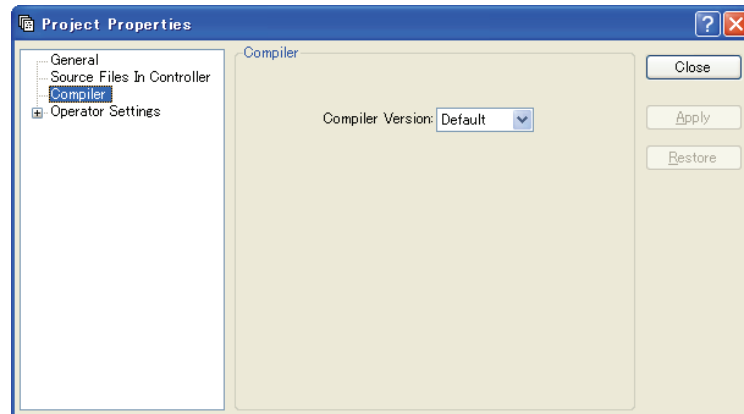 Project Properties
General
Source Files In Controller
Compiler
Operator Settings
Compiler
Compiler Version: Default
Close
Apply
Restore